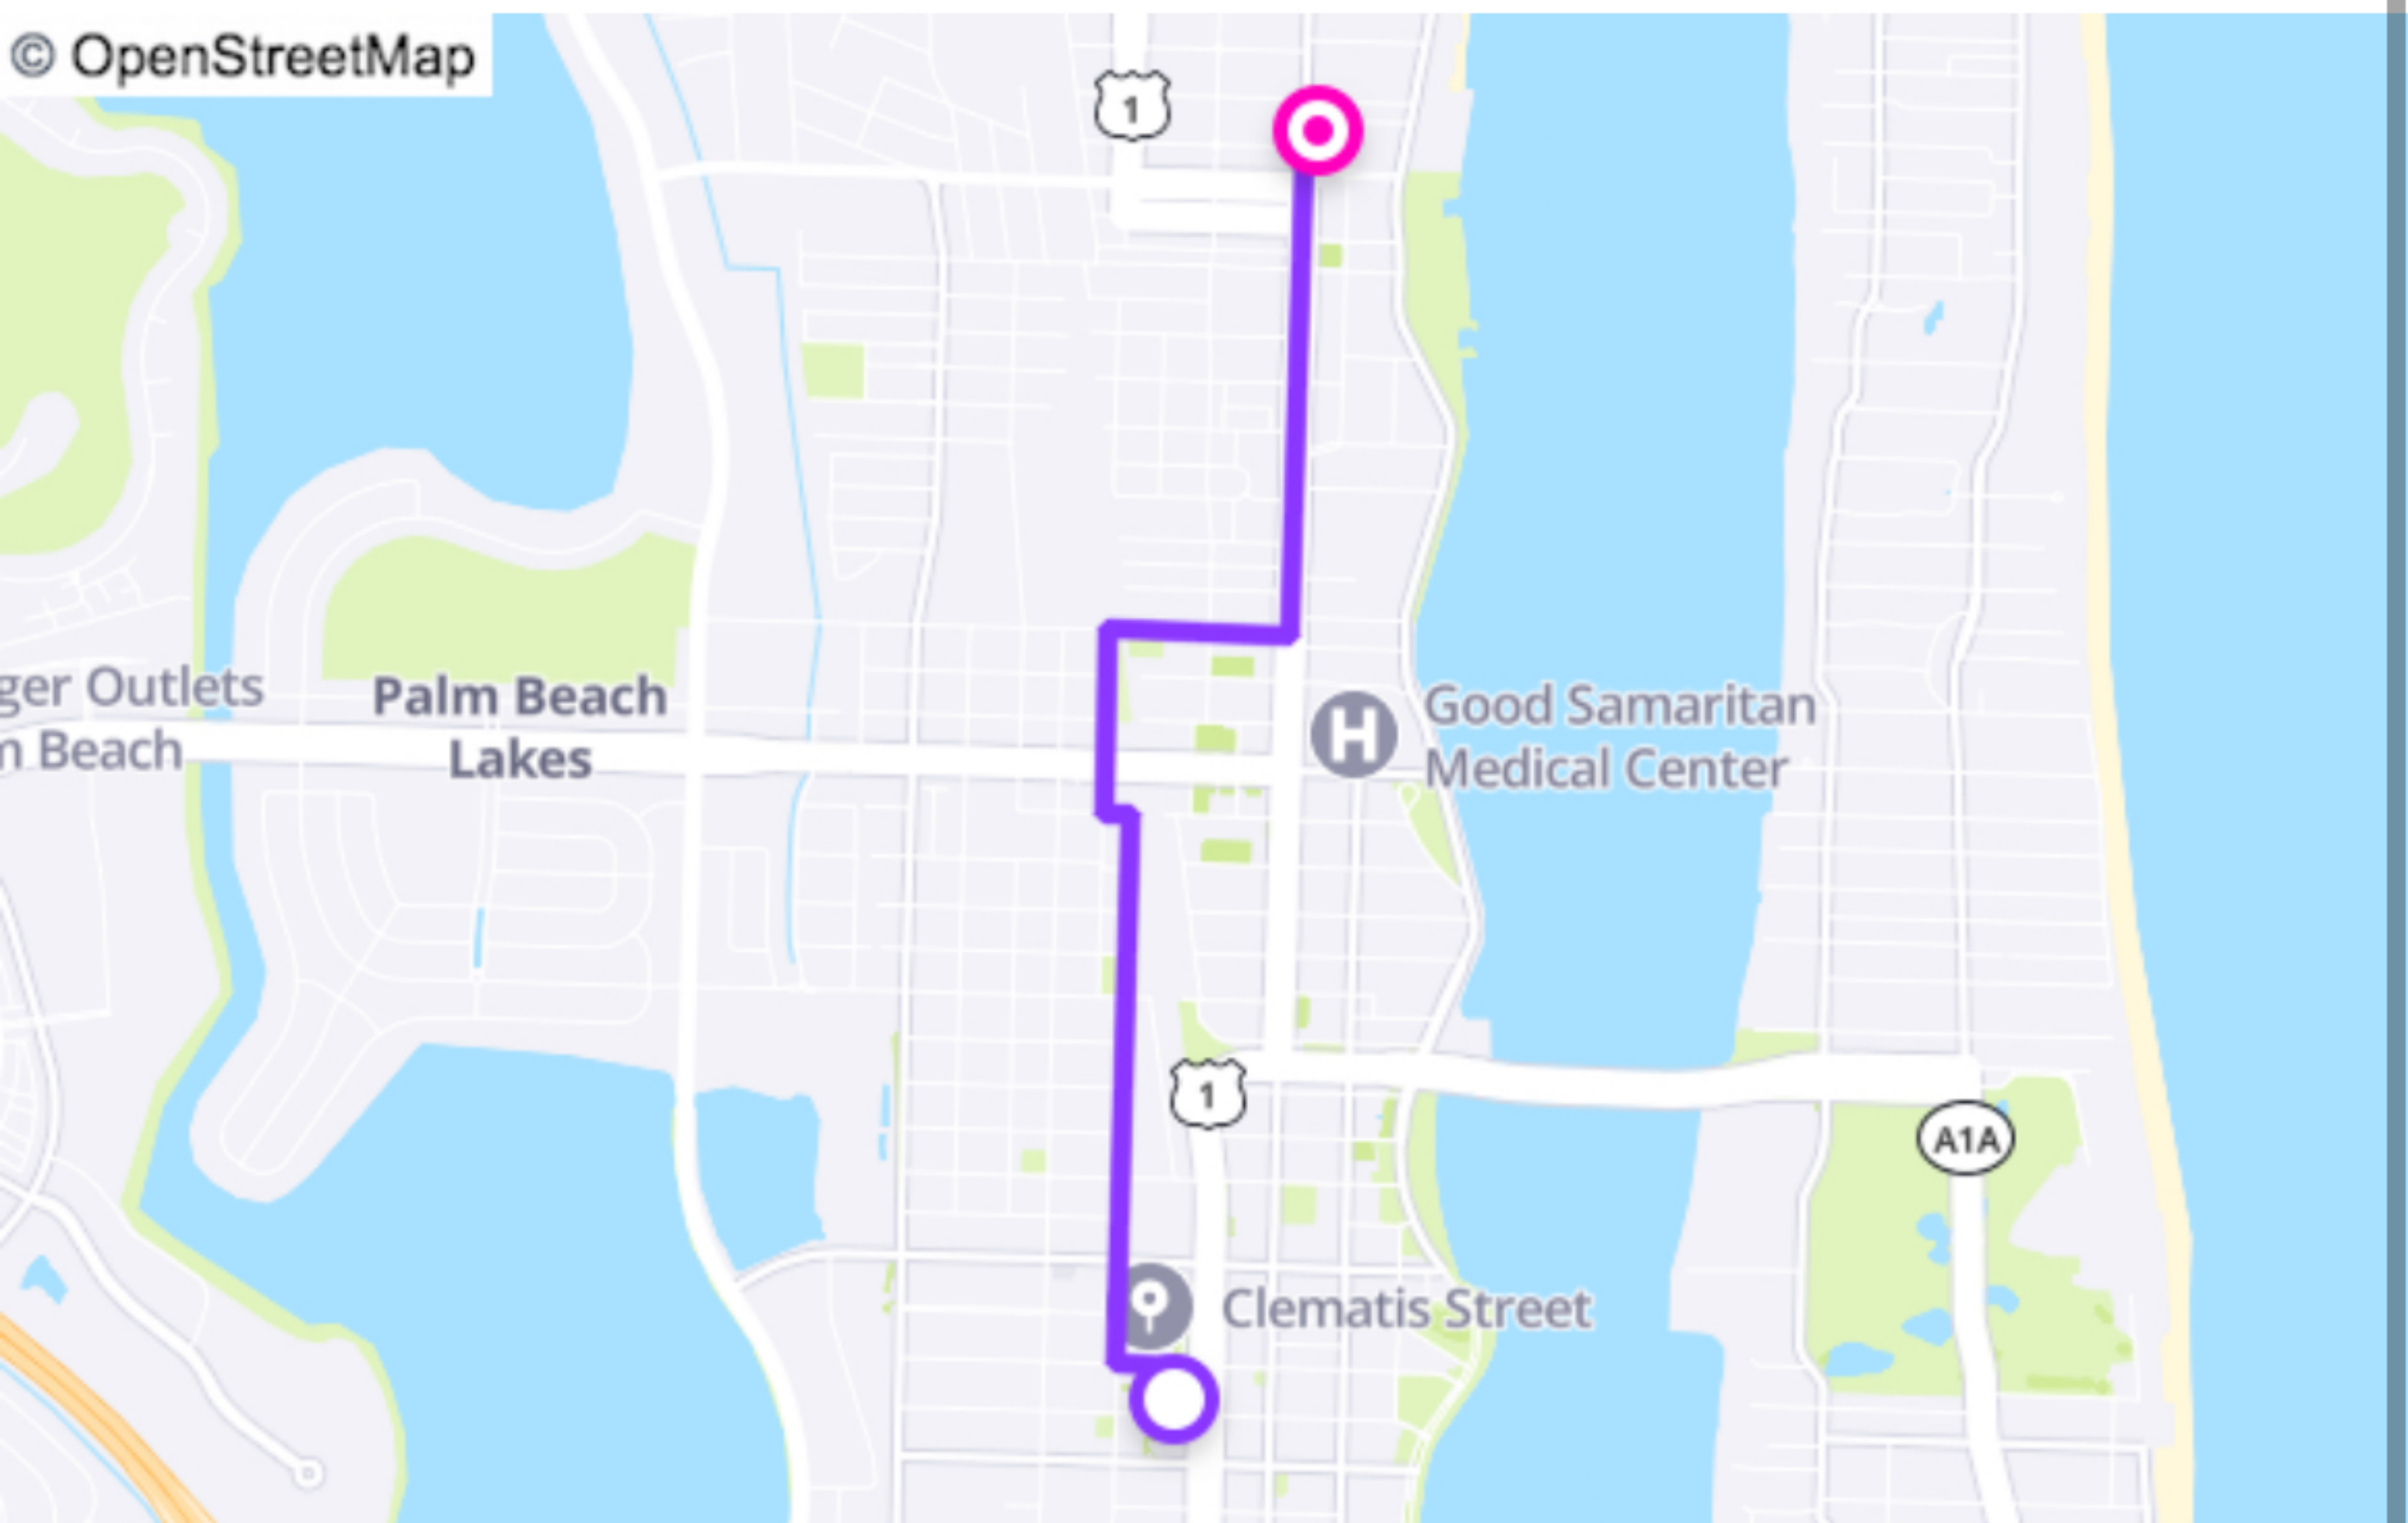 © OpenStreetMap
1
ger Outlets
m Beach
Palm Beach
Lakes
Good Samaritan
Medical Center
1
A1A
Clematis Street